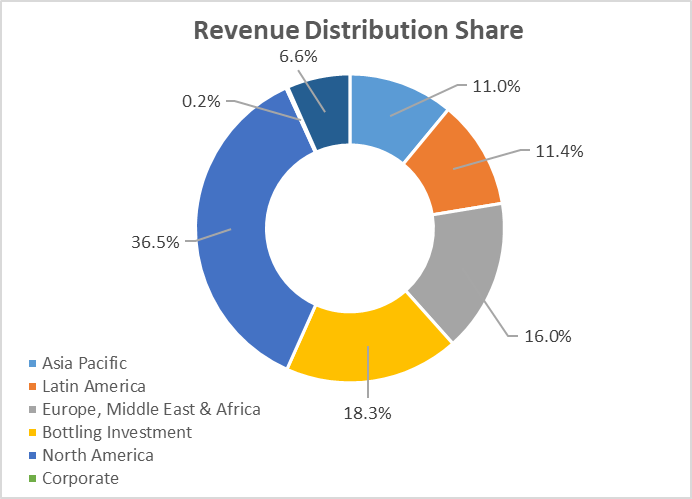 Revenue Distribution Share
6.6%
11.0%
0.2%
11.4%
36.5%
16.0%
18.3%
Asia Pacific
Latin America
Europe, Middle East & Africa
Bottling Investment
North America
Corporate